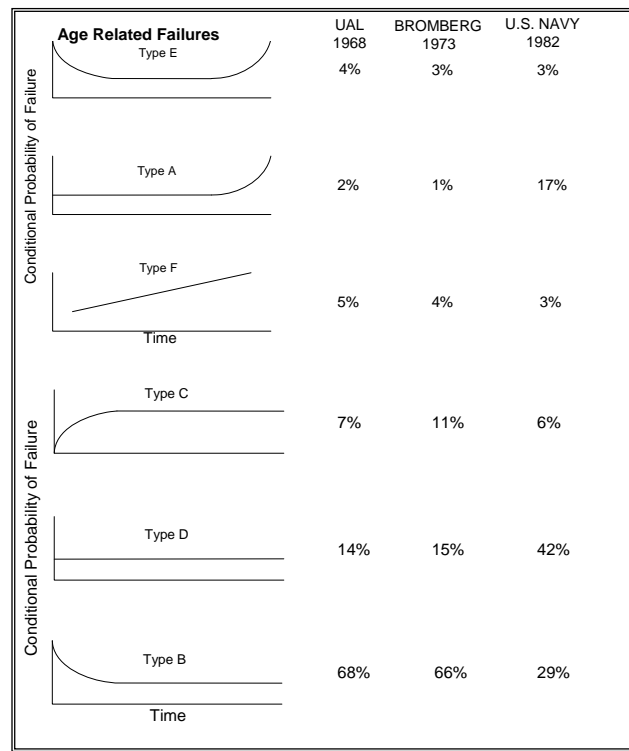 Age Related Failures
UAL 1968
BROMBERG 1973
U.S. NAVY 1982
Conditional Probability of Failure
Type E
4% 3% 3%
Type A
2% 1% 17%
Type F
5% 4% 3%
Time
Conditional Probability of Failure
Type C
7% 11% 6%
Type D
14% 15% 42%
Type B
68% 66% 29%
Time